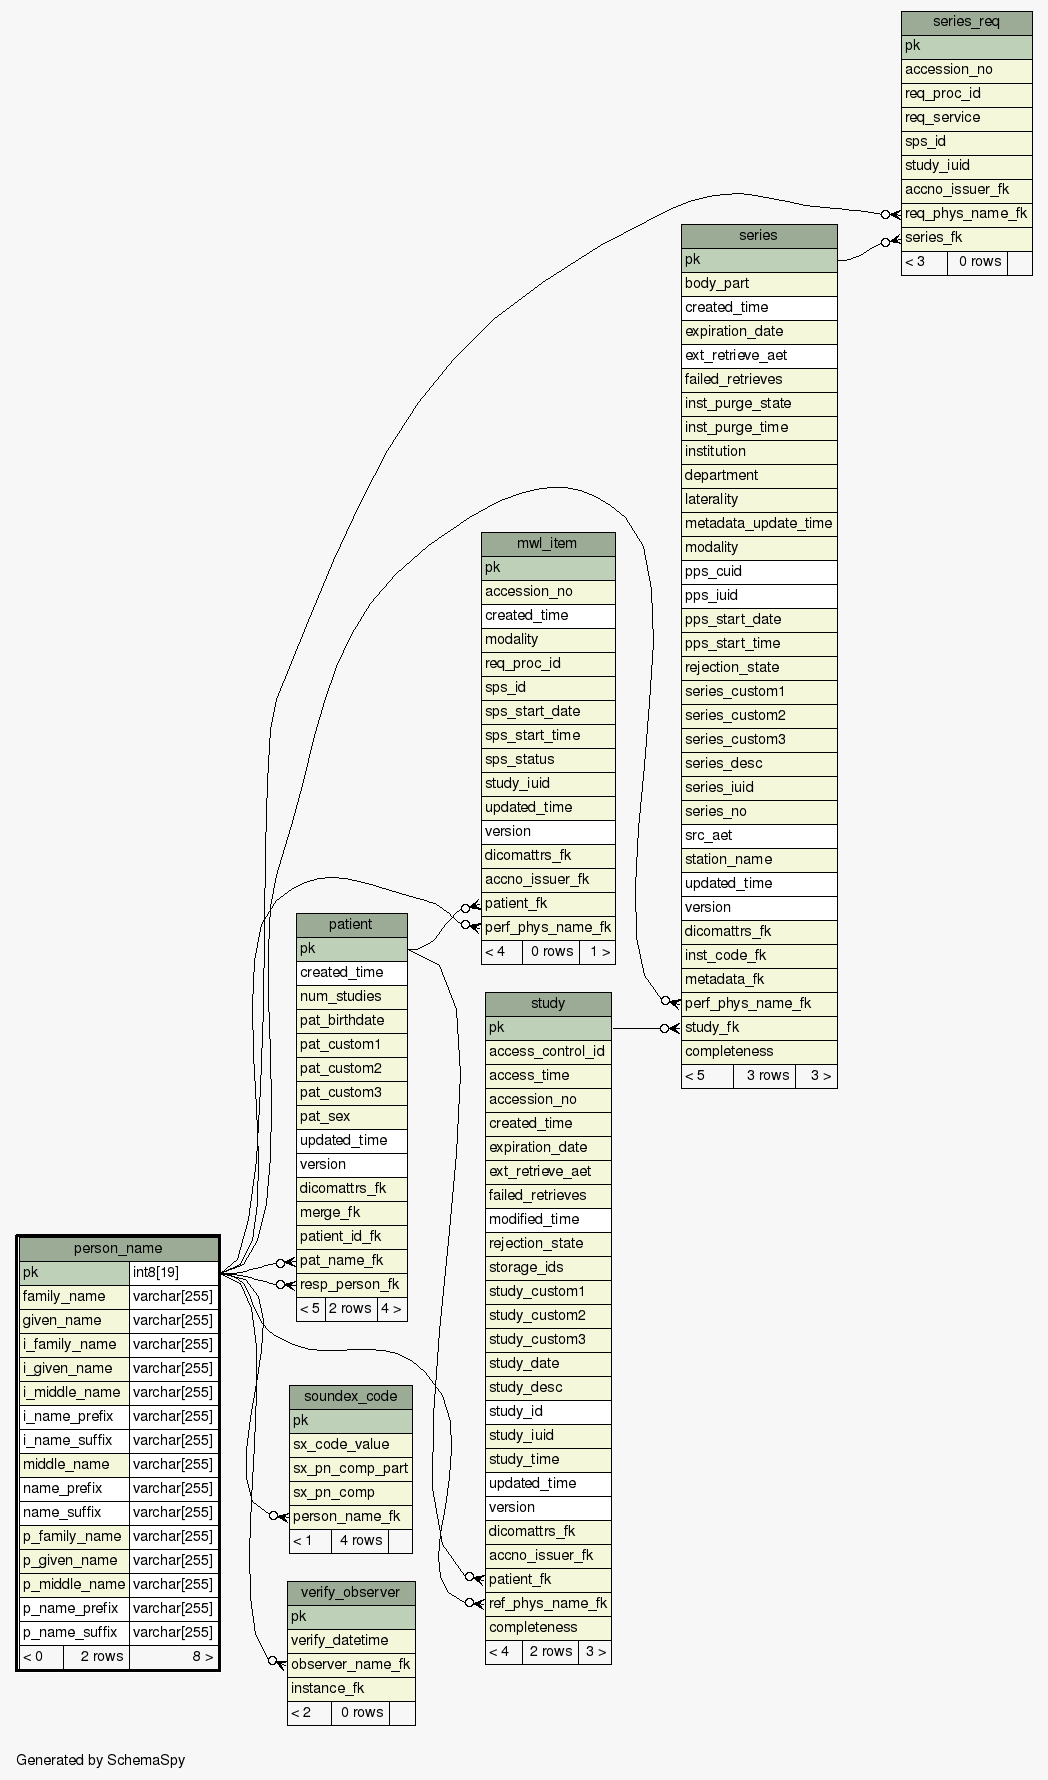 series_req
pk
accession_no
req_proc_id
req_service
sps_id
study_iuid
accno_issuer_fk
req_phys_name_fk
series_fk
< 3 0 rows
series
pk
body_part
created_time
expiration_date
ext_retrieve_aet
failed_retrieves
inst_purge_state
inst_purge_time
institution
department
laterality
metadata_update_time
modality
pps_cuid
pps_iuid
pps_start_date
pps_start_time
rejection_state
series_custom1
series_custom2
series_custom3
series_desc
series_iuid
series_no
src_aet
station_name
updated_time
version
dicomattrs_fk
inst_code_fk
metadata_fk
perf_phys_name_fk
study_fk
completeness
< 5 3 rows 3 >
mwl_item
pk
accession_no
created_time
modality
req_proc_id
sps_id
sps_start_date
sps_start_time
sps_status
study_iuid
updated_time
version
dicomattrs_fk
accno_issuer_fk
patient_fk
perf_phys_name_fk
< 4 0 rows 1 >
patient
pk
created_time
num_studies
pat_birthdate
pat_custom1
pat_custom2
pat_custom3
pat_sex
updated_time
version
dicomattrs_fk
merge_fk
patient_id_fk
pat_name_fk
resp_person_fk
< 5 2 rows 4 >
study
pk
access_control_id
access_time
accession_no
created_time
expiration_date
ext_retrieve_aet
failed_retrieves
modified_time
rejection_state
storage_ids
study_custom1
study_custom2
study_custom3
study_date
study_desc
study_id
study_iuid
study_time
updated_time
version
dicomattrs_fk
accno_issuer_fk
patient_fk
ref_phys_name_fk
completeness
< 4 2 rows 3 >
person_name
pk int8[19]
family_name varchar[255]
given_name varchar[255]
i_family_name varchar[255]
i_given_name varchar[255]
i_middle_name varchar[255]
i_name_prefix varchar[255]
i_name_suffix varchar[255]
middle_name varchar[255]
name_prefix varchar[255]
name_suffix varchar[255]
p_family_name varchar[255]
p_given_name varchar[255]
p_middle_name varchar[255]
p_name_prefix varchar[255]
p_name_suffix varchar[255]
< 0 2 rows 8 >
soundex_code
pk
sx_code_value
sx_pn_comp_part
sx_pn_comp
person_name_fk
< 1 4 rows
verify_observer
pk
verify_datetime
observer_name_fk
instance_fk
< 2 0 rows
Generated by SchemaSpy